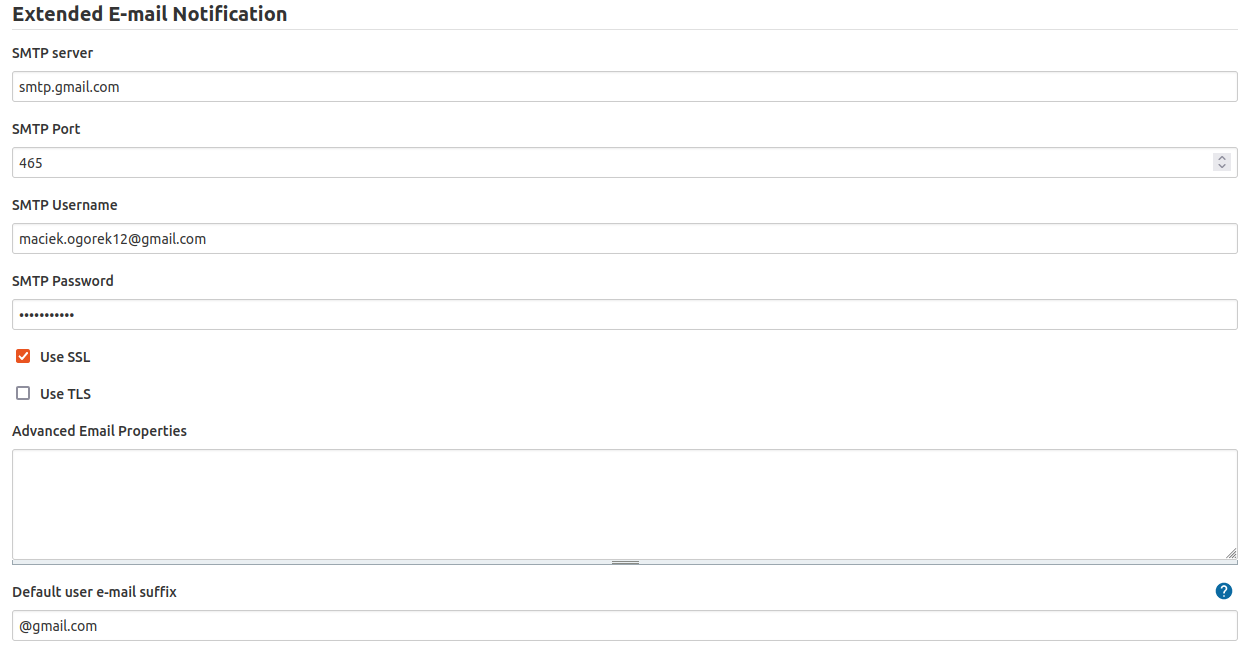 Extended E-mail Notification
SMTP server
smtp.gmail.com
SMTP Port
465
SMTP Username
maciek.ogorek12@gmail.com
SMTP Password
•••••••••••
Use SSL
Use TLS
Advanced Email Properties
Default user e-mail suffix
?
@gmail.com